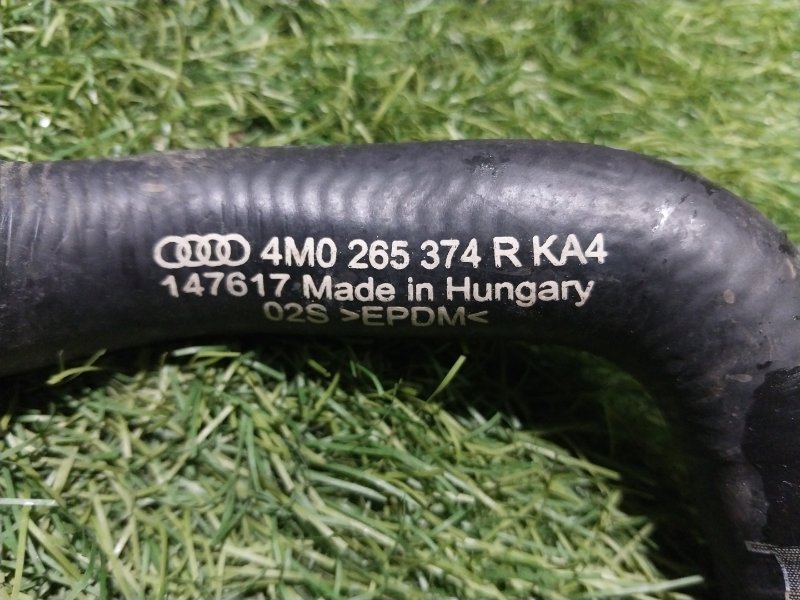 4M0 265 374 R KA4
147617 Made in Hungary
02S >EPDM<